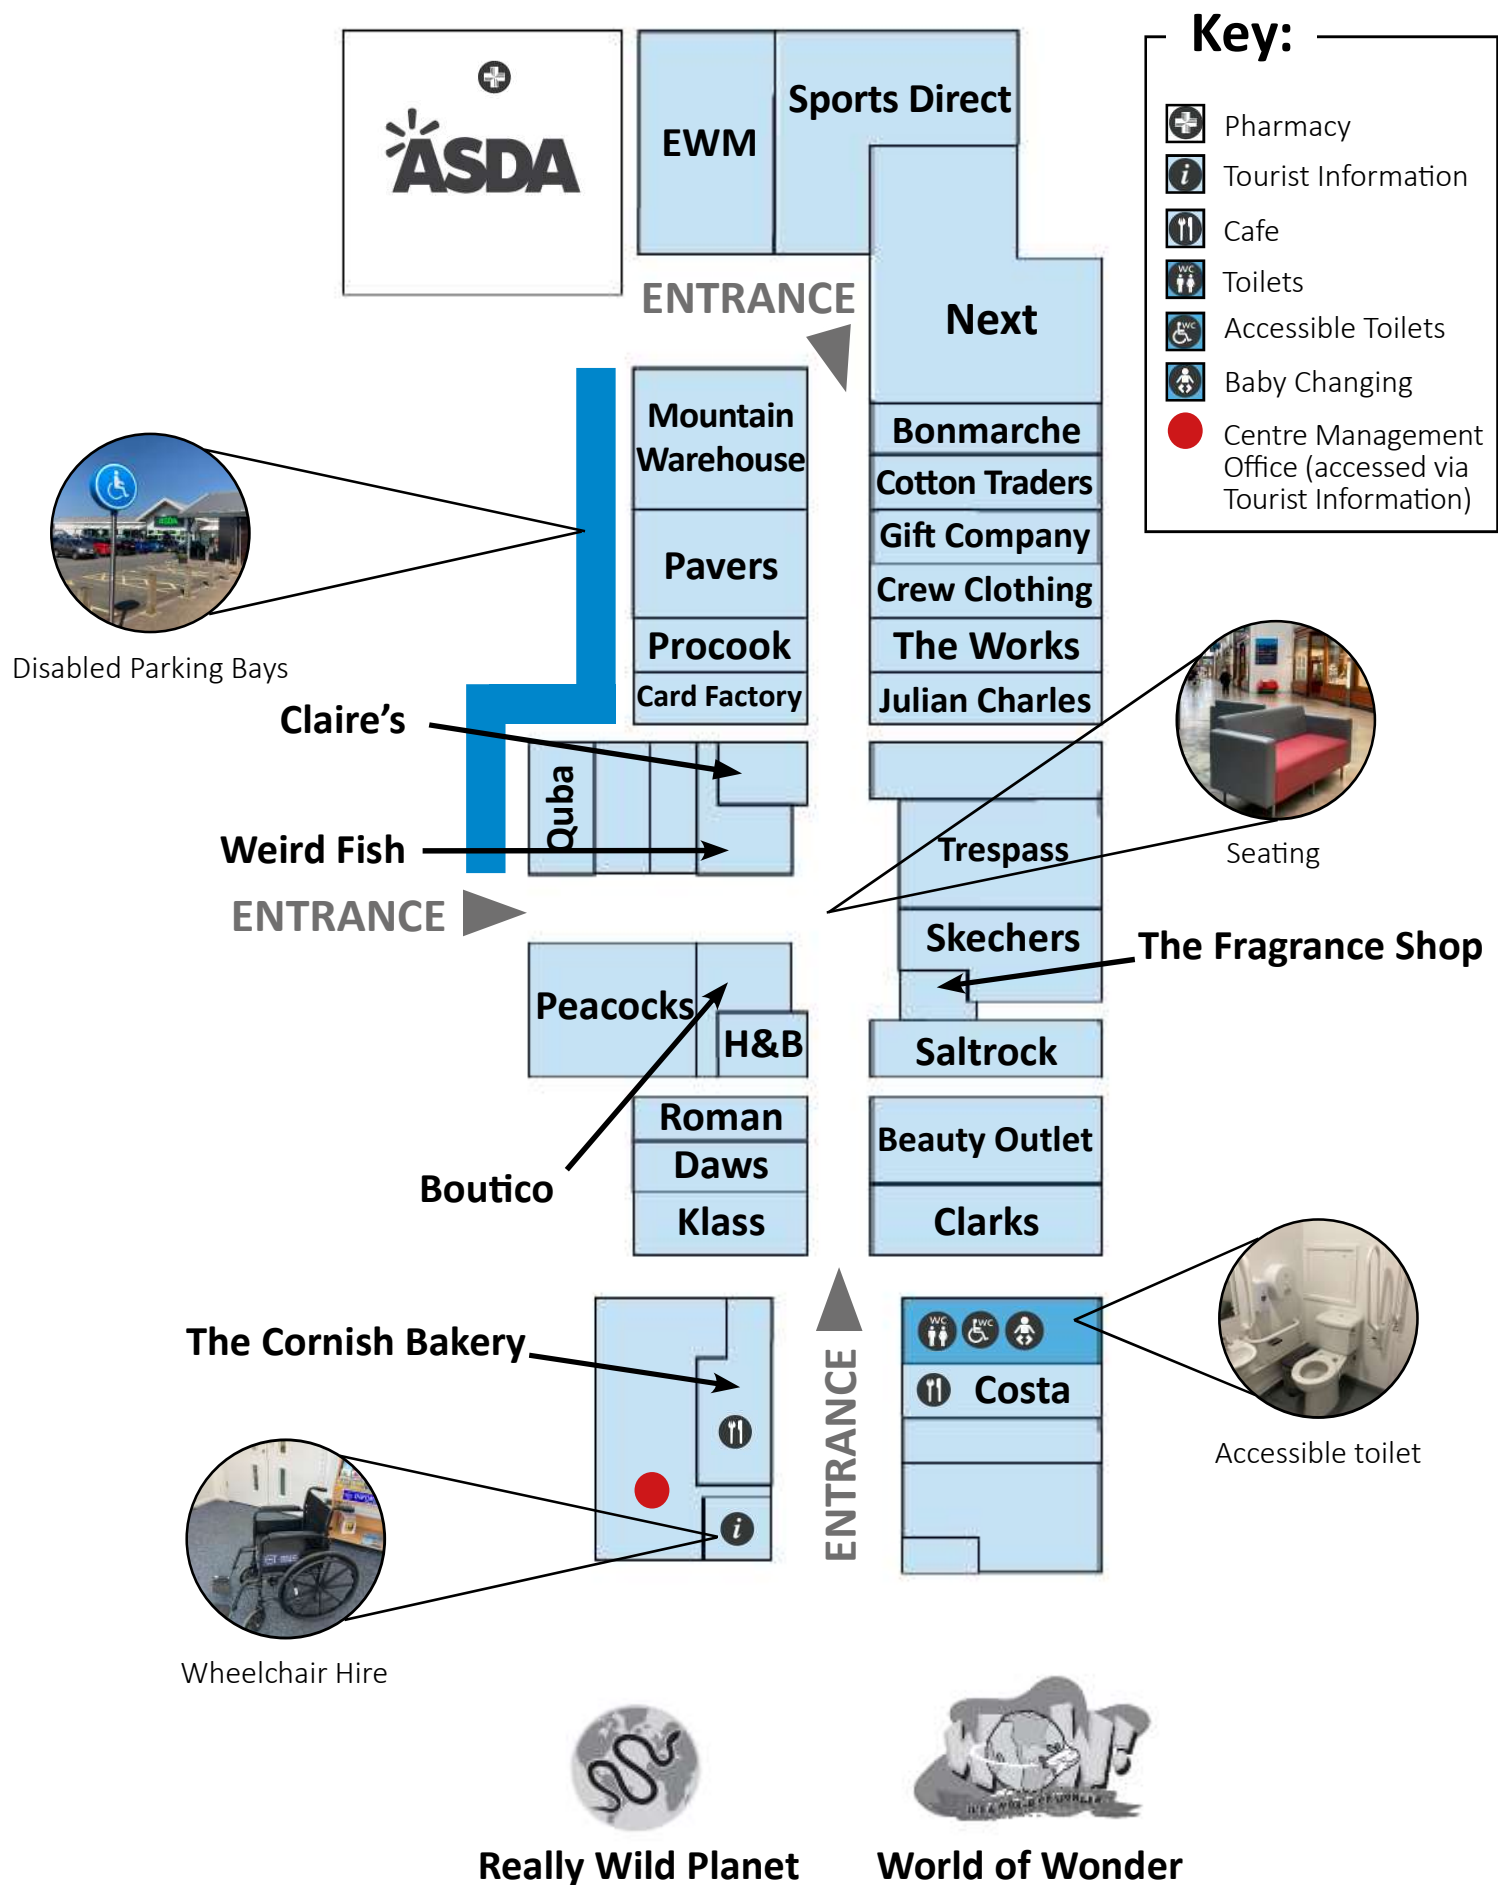 Key:
Pharmacy
Tourist Information
Cafe
WC
Toilets
WC
Accessible Toilets
Baby Changing
Centre Management
Office (accessed via
Tourist Information)
ASDA
EWM
Sports Direct
ENTRANCE
Next
Mountain
Warehouse
Bonmarche
Cotton Traders
Gift Company
Pavers
Crew Clothing
Procook
The Works
Card Factory
Julian Charles
Disabled Parking Bays
Claire's
Quba
Weird Fish
Trespass
Seating
ENTRANCE
Skechers
The Fragrance Shop
Peacocks
H&B
Saltrock
Roman
Beauty Outlet
Daws
Boutico
Klass
Clarks
The Cornish Bakery
WC
WC
Costa
ENTRANCE
Accessible toilet
i
Wheelchair Hire
Really Wild Planet
World of Wonder